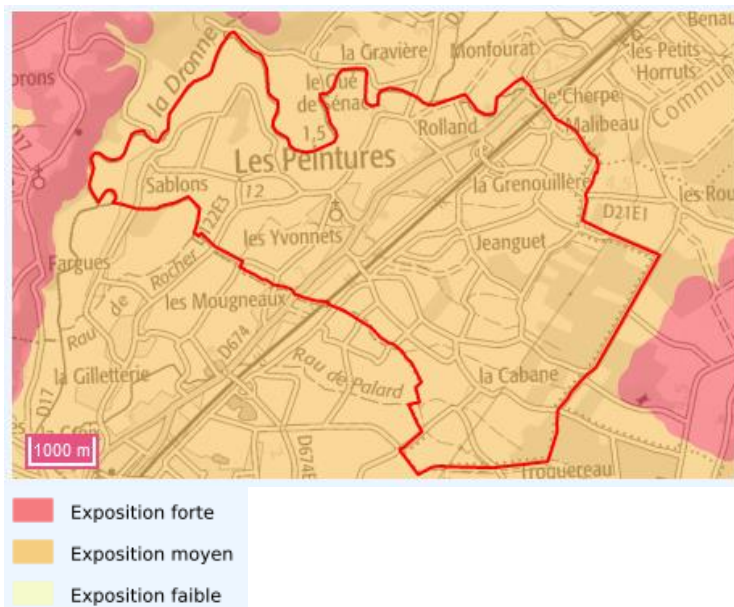 Benau
la Gravière
Monfourat
les Petits
Horruts
la Dronne
le Gué
de Sénac
le Cherpe
Commun
D17
1,5
Rolland
Malibeau
Les Peintures
Sablons
12
la Grenouillère
les Rou
D21E1
les Yvonnets
Jeanguet
Fargues
Rocher
de
Rau
les Mougneaux
D674
Rau de Palard
la Gilletterie
la Cabane
D17
D674E
1000 m
Troquereau
Exposition forte
Exposition moyen
Exposition faible